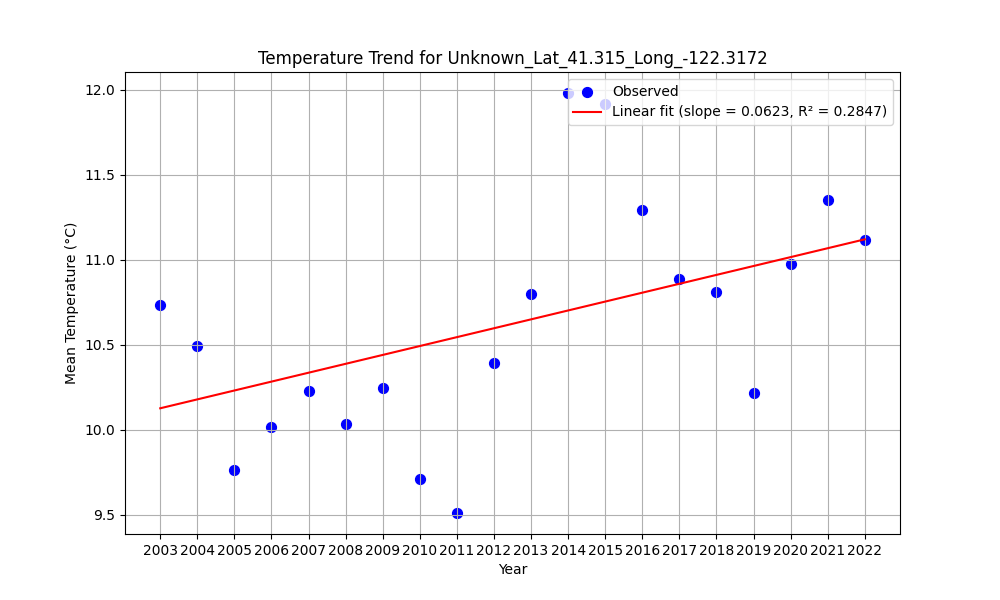 Temperature Trend for Unknown_Lat_41.315_Long_-122.3172
Observed
Linear fit (slope = 0.0623, R² = 0.2847)
12.0
11.5
11.0
10.5
10.0
9.5
Mean Temperature (°C)
2003 2004 2005 2006 2007 2008 2009 2010 2011 2012 2013 2014 2015 2016 2017 2018 2019 2020 2021 2022
Year